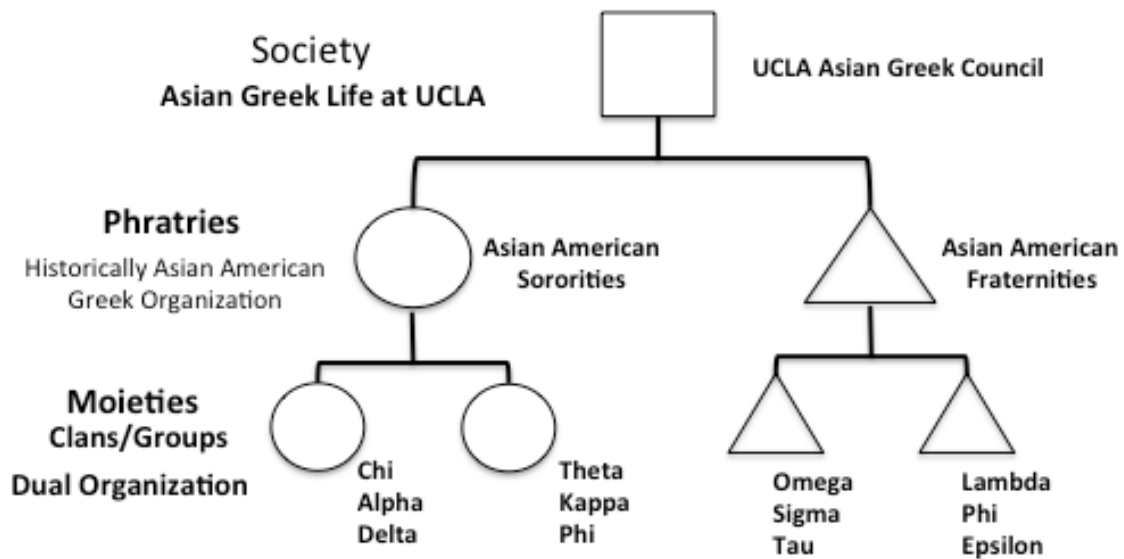 Society
Asian Greek Life at UCLA
UCLA Asian Greek Council
Phratries
Historically Asian American
Greek Organization
Asian American
Sororities
Asian American
Fraternities
Moieties
Clans/Groups
Dual Organization
Chi
Alpha
Delta
Theta
Kappa
Phi
Omega
Sigma
Tau
Lambda
Phi
Epsilon